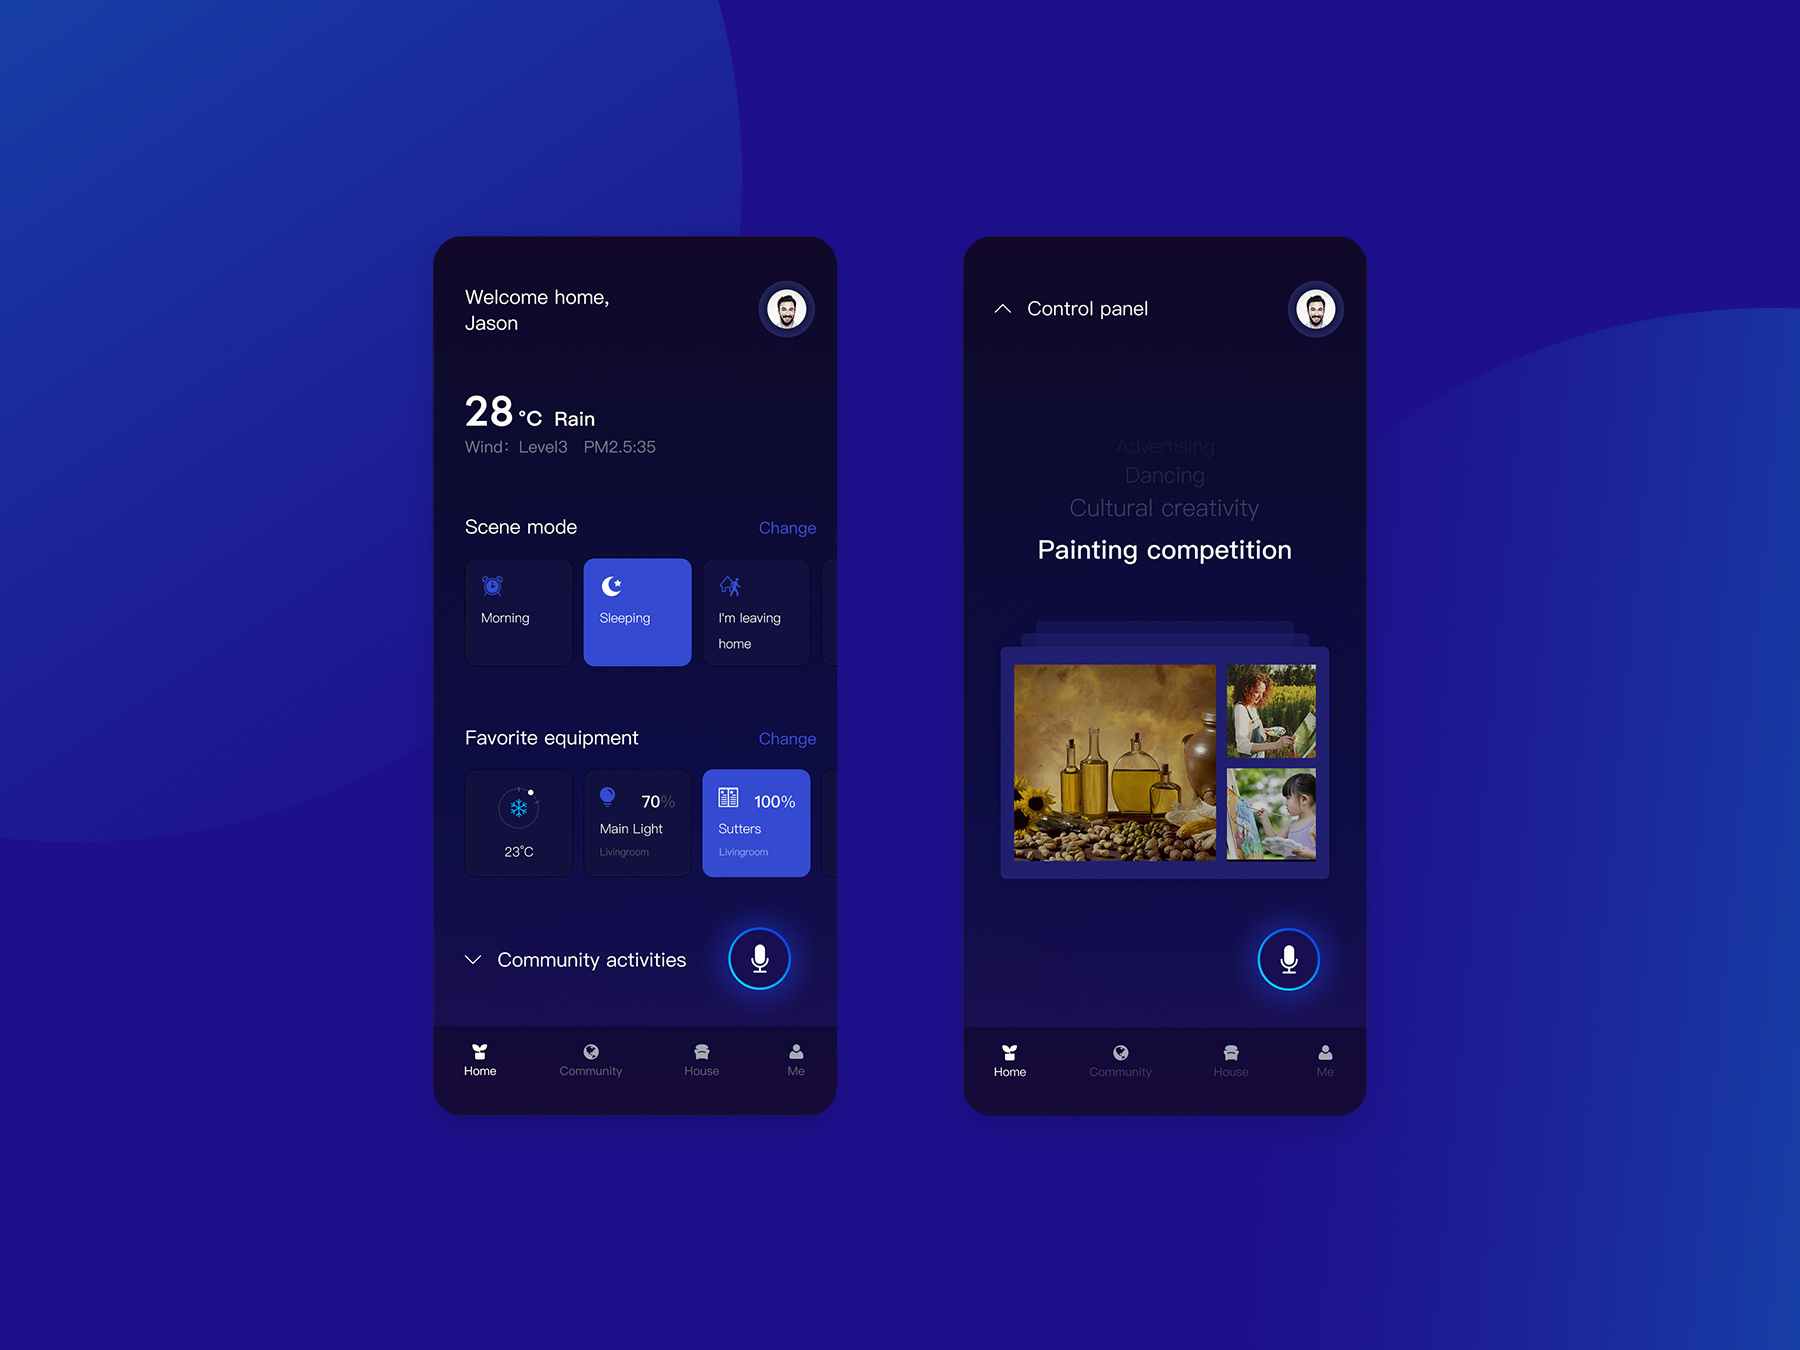 Welcome home,
Jason
28 °C Rain
Wind: Level3 PM2.5:35
Scene mode
Change
Morning
Sleeping
I'm leaving
home
Favorite equipment
Change
23°C
70%
Main Light
Livingroom
100%
Sutters
Livingroom
Community activities
Home
Community
House
Me
Control panel
Advertising
Dancing
Cultural creativity
Painting competition
Home
Community
House
Me